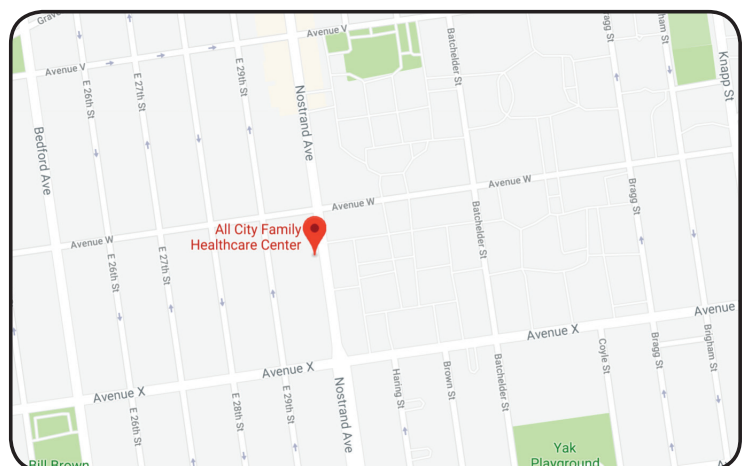 Avenue V
Avenue V
E 26th St
E 27th St
E 29th St
Nostrand Ave
Batchelder St
Knapp St
Bedford Ave
Avenue W
Avenue W
Avenue W
Bragg St
Batchelder St
All City Family
Healthcare Center
E 26th St
E 27th St
Avenue
Avenue X
Avenue X
Avenue X
Coyle St
Bragg St
Brigham St
Haring St
Brown St
Batchelder St
Nostrand Ave
E 26th St
E 28th St
E 29th St
Yak
Playground
Bill Brown